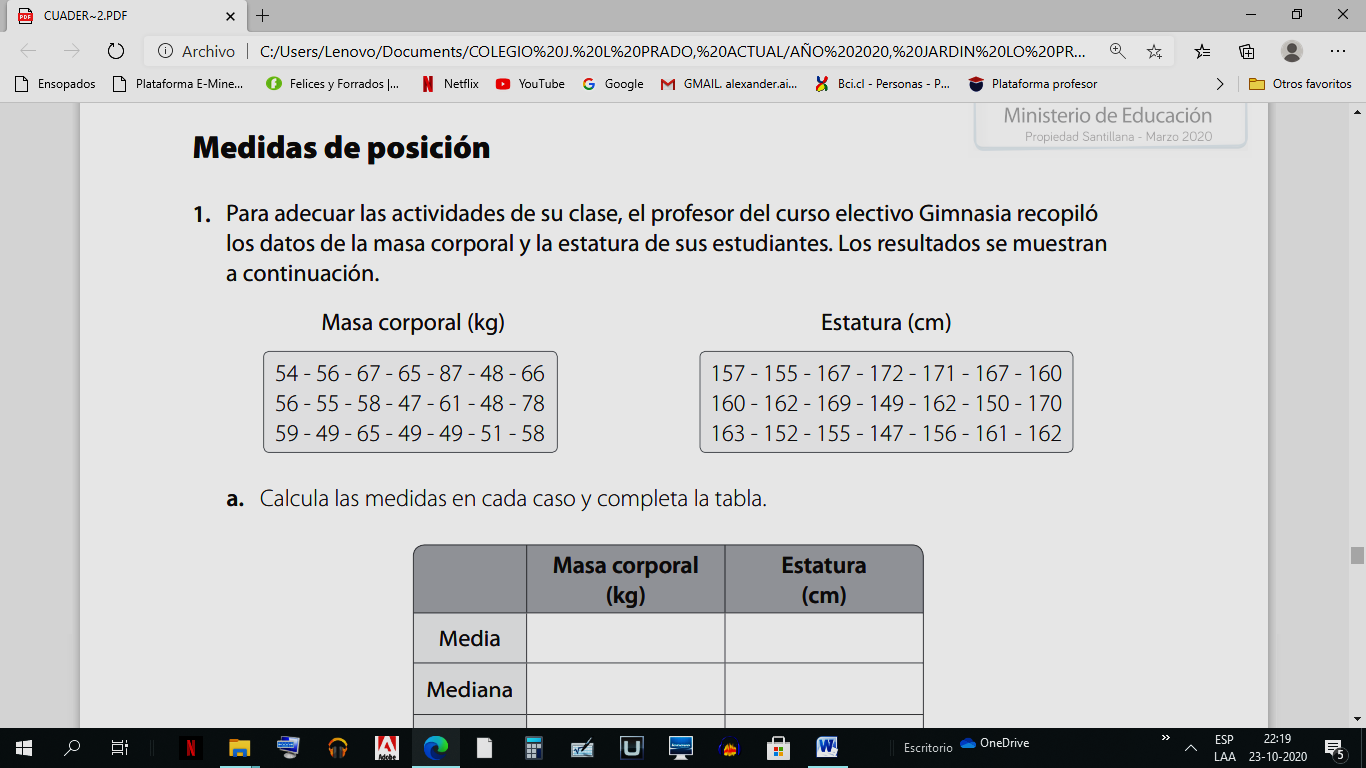 CUADER~2.PDF
Archivo
C:/Users/Lenovo/Documents/COLEGIO%20J.%20L%20PRADO,%20ACTUAL/AÑO%202020,%20JARDIN%20LO%20PR...
Ensopados
Plataforma E-Mine...
Felices y Forrados |...
Netflix
YouTube
Google
GMAIL. alexander.ai...
Bci.cl - Personas - P...
Plataforma profesor
Otros favoritos
Ministerio de Educación
Propiedad Santillana - Marzo 2020
Medidas de posición
1. Para adecuar las actividades de su clase, el profesor del curso electivo Gimnasia recopiló
los datos de la masa corporal y la estatura de sus estudiantes. Los resultados se muestran
a continuación.
Masa corporal (kg)
54 - 56 - 67 - 65 - 87 - 48 - 66
56 - 55 - 58 - 47 - 61 - 48 - 78
59 - 49 - 65 - 49 - 49 - 51 - 58
Estatura (cm)
157 - 155 - 167 - 172 - 171 - 167 - 160
160 - 162 - 169 - 149 - 162 - 150 - 170
163 - 152 - 155 - 147 - 156 - 161 - 162
a. Calcula las medidas en cada caso y completa la tabla.
Masa corporal
(kg)
Estatura
(cm)
Media
Mediana
Escritorio
OneDrive
ESP
LAA
22:19
23-10-2020
5